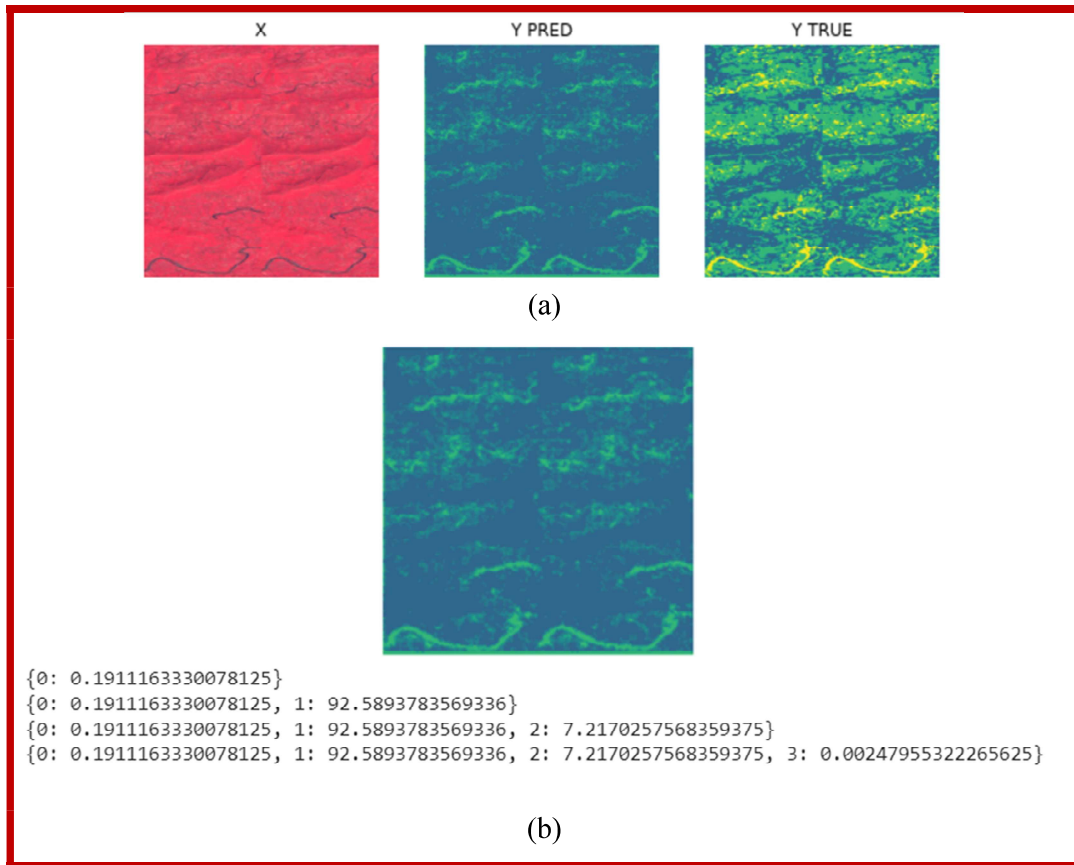 X Y PRED Y TRUE
(a)
{0: 0.1911163330078125}
{0: 0.1911163330078125, 1: 92.5893783569336}
{0: 0.1911163330078125, 1: 92.5893783569336, 2: 7.2170257568359375}
{0: 0.1911163330078125, 1: 92.5893783569336, 2: 7.2170257568359375, 3: 0.00247955322265625}
(b)